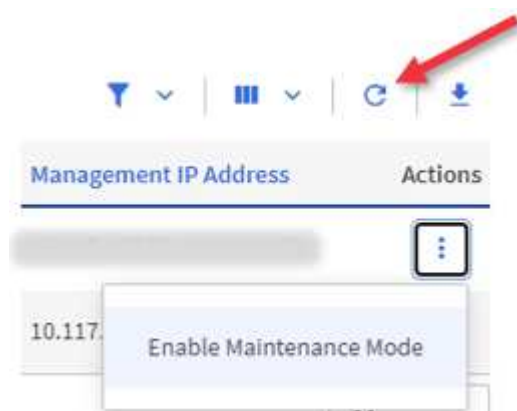 Management IP Address Actions
10.117.
Enable Maintenance Mode